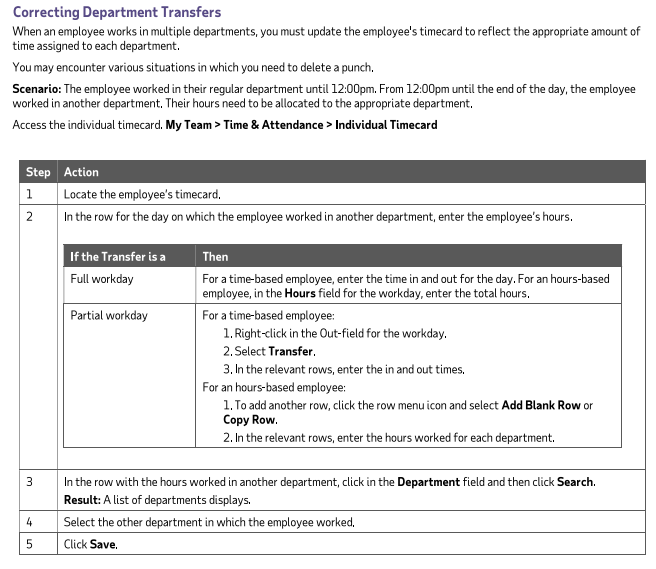 Correcting Department Transfers
When an employee works in multiple departments, you must update the employee's timecard to reflect the appropriate amount of
time assigned to each department.
You may encounter various situations in which you need to delete a punch.
Scenario: The employee worked in their regular department until 12:00pm. From 12:00pm until the end of the day, the employee
worked in another department. Their hours need to be allocated to the appropriate department.
Access the individual timecard. My Team > Time & Attendance > Individual Timecard
Step Action
1 Locate the employee's timecard.
2 In the row for the day on which the employee worked in another department, enter the employee's hours.
If the Transfer is a Then
Full workday For a time-based employee, enter the time in and out for the day. For an hours-based
employee, in the Hours field for the workday, enter the total hours.
Partial workday For a time-based employee:
1. Right-click in the Out-field for the workday.
2. Select Transfer.
3. In the relevant rows, enter the in and out times.
For an hours-based employee:
1. To add another row, click the row menu icon and select Add Blank Row or
Copy Row.
2. In the relevant rows, enter the hours worked for each department.
3 In the row with the hours worked in another department, click in the Department field and then click Search.
Result: A list of departments displays.
4 Select the other department in which the employee worked.
5 Click Save.